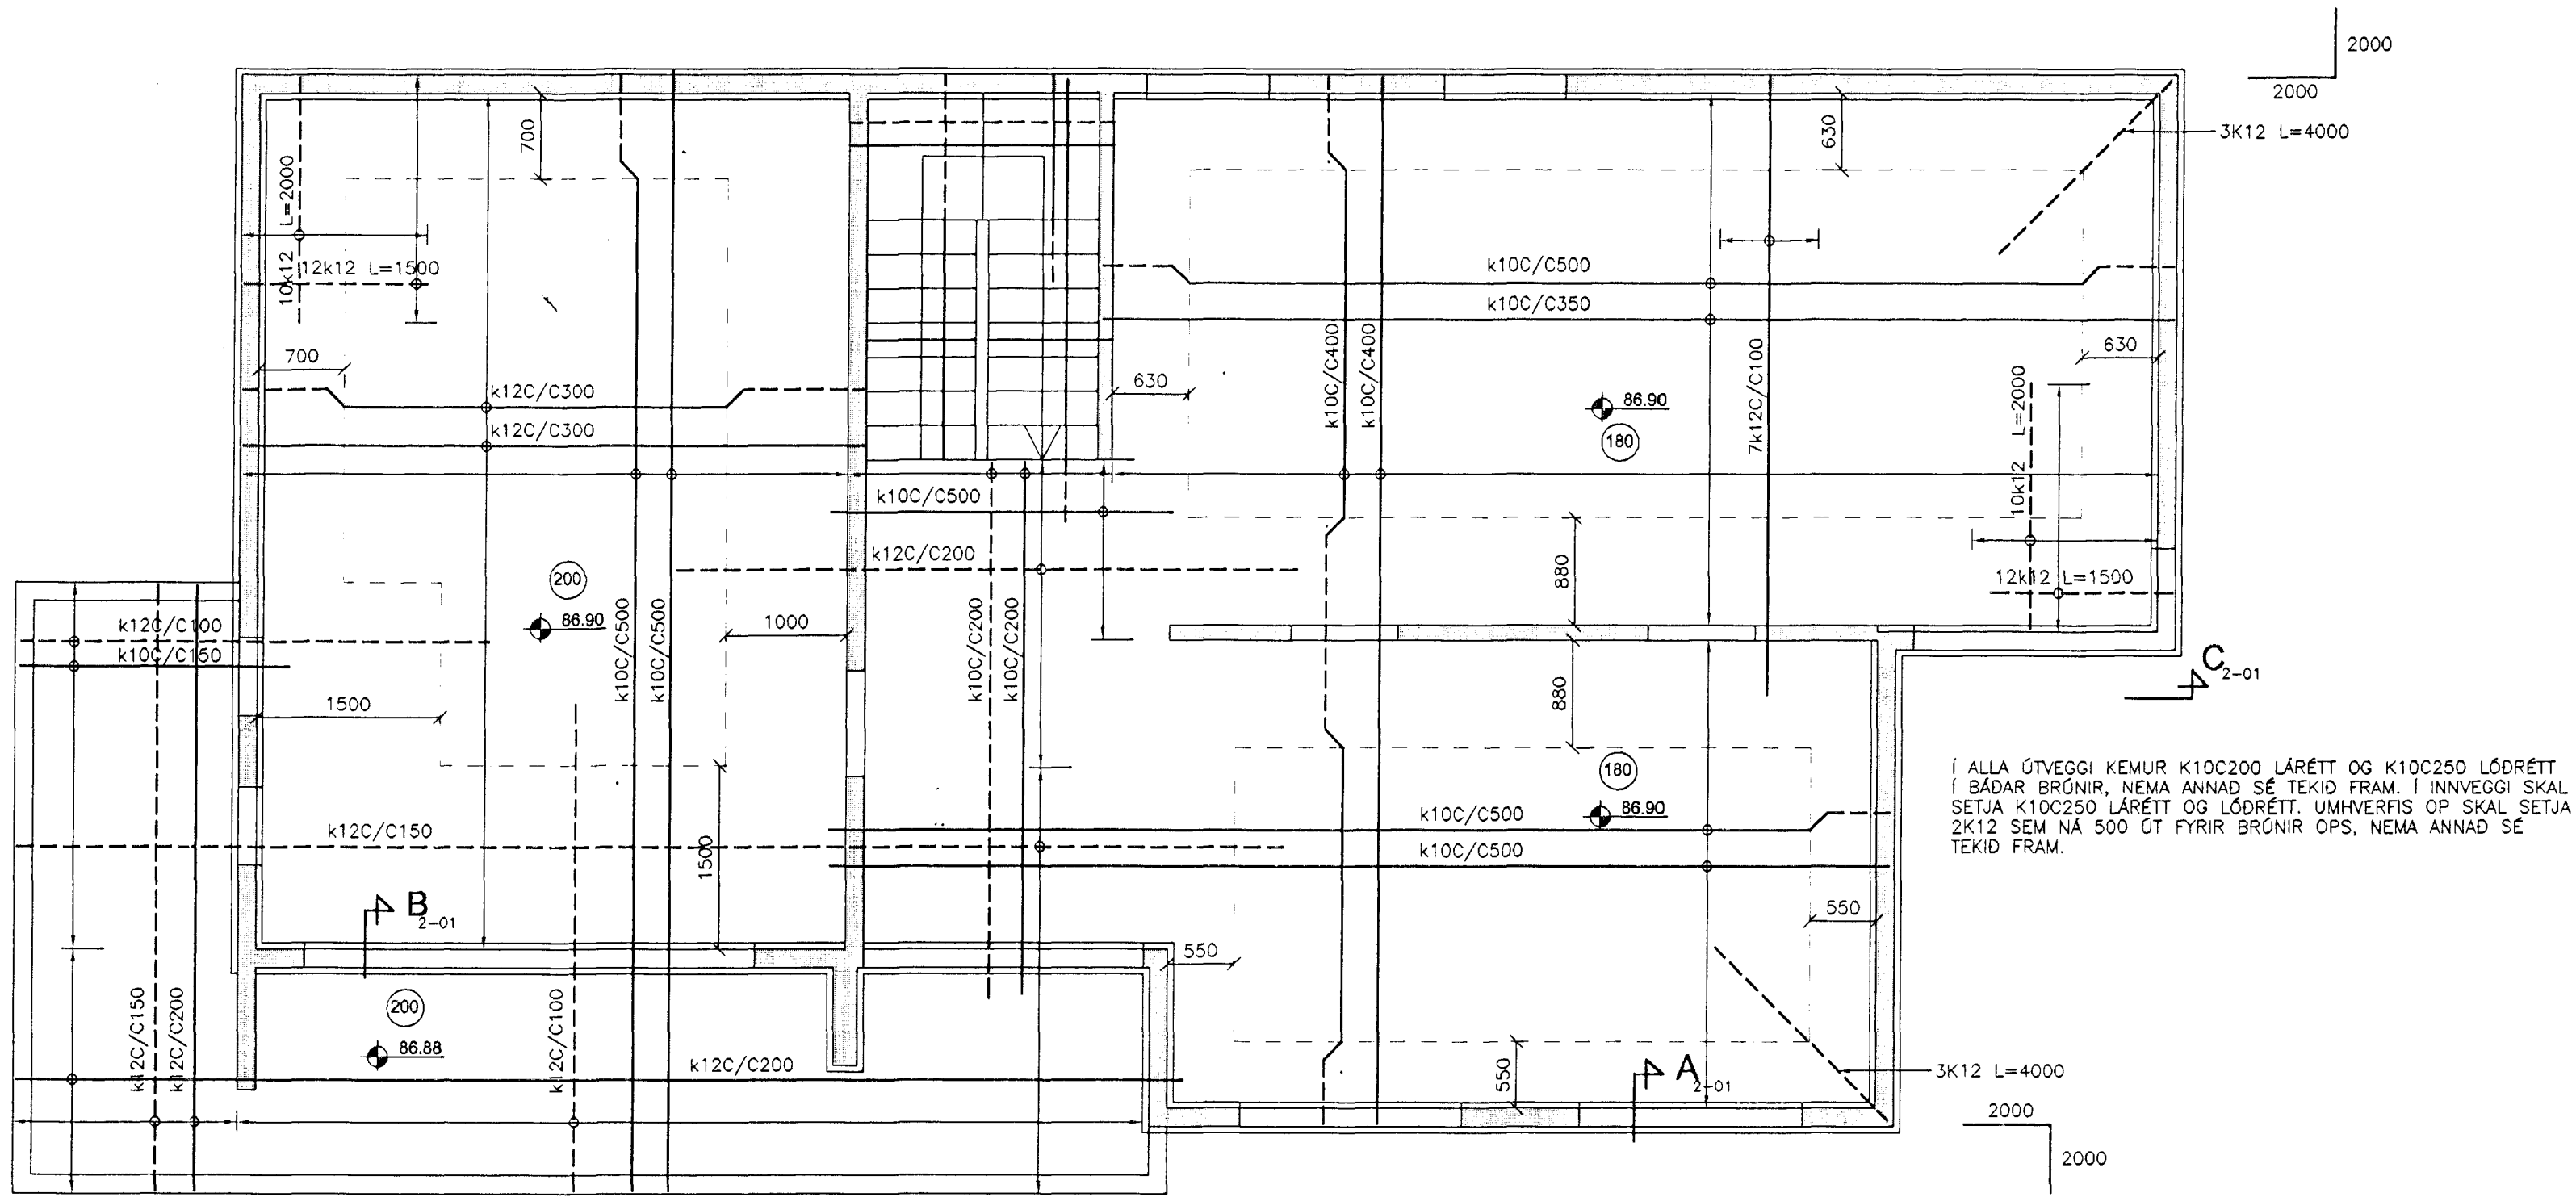 2000
2000
3K12 L=4000
700
630
10k12 L=2000
12k12 L=1500
k10C/C500
k10C/C350
700
630
630
k12C/C300
k12C/C300
k10C/C400
k10C/C400
7k12C/C100
86.90
180
10k12 L=2000
k10C/C500
k12C/C200
200
86.90
880
12k12 L=1500
k12C/C100
k10C/C150
k10C/C500
k10C/C500
1000
k10C/C200
k10C/C200
1500
880
C 2-01
180
86.90
k12C/C150
k10C/C500
k10C/C500
1500
Í ALLA ÚTVEGGI KEMUR K10C200 LÁRÉTT OG K10C250 LÓÐRÉTT
Í BÁÐAR BRÚNIR, NEMA ANNAÐ SÉ TEKIÐ FRAM. Í INNVEGGI SKAL
SETJA K10C250 LÁRÉTT OG LÓÐRÉTT. UMHVERFIS OP SKAL SETJA
2K12 SEM NÁ 500 ÚT FYRIR BRÚNIR OPS, NEMA ANNAÐ SÉ
TEKIÐ FRAM.
B 2-01
550
550
200
86.88
k12C/C150
k12C/C200
k12C/C100
k12C/C200
550
A 2-01
3K12 L=4000
2000
2000